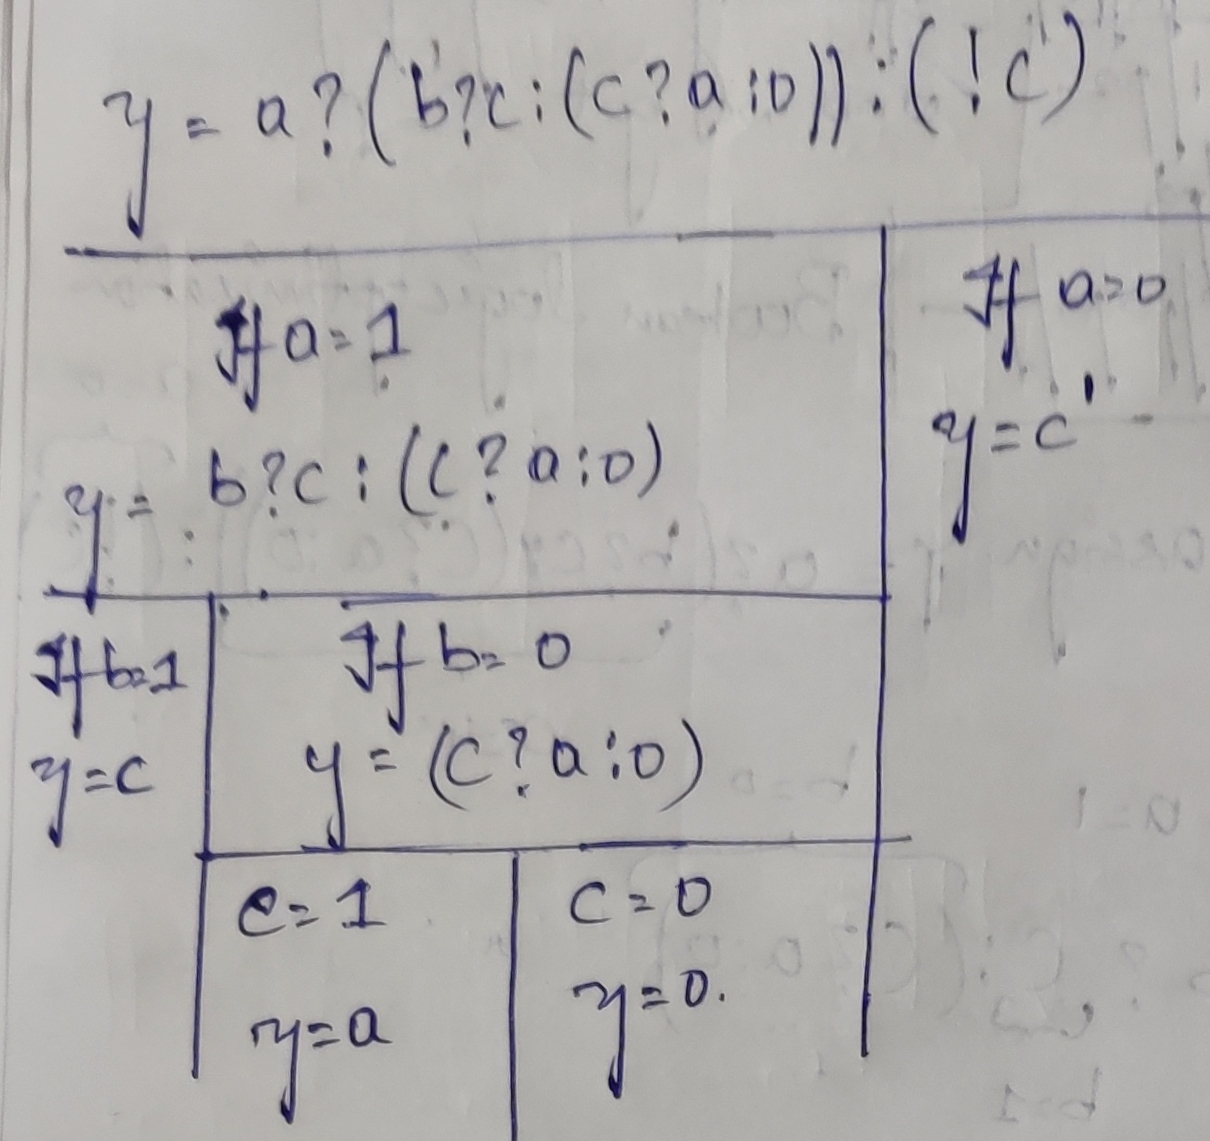 y = a?(b?c:(c?a:0)):(!c)
If a=1
y = b?c:(c?a:0)
If a=0
y=c'
If b=1
y=c
If b=0
y = (c?a:0)
c=1
y=a
c=0
y=0.